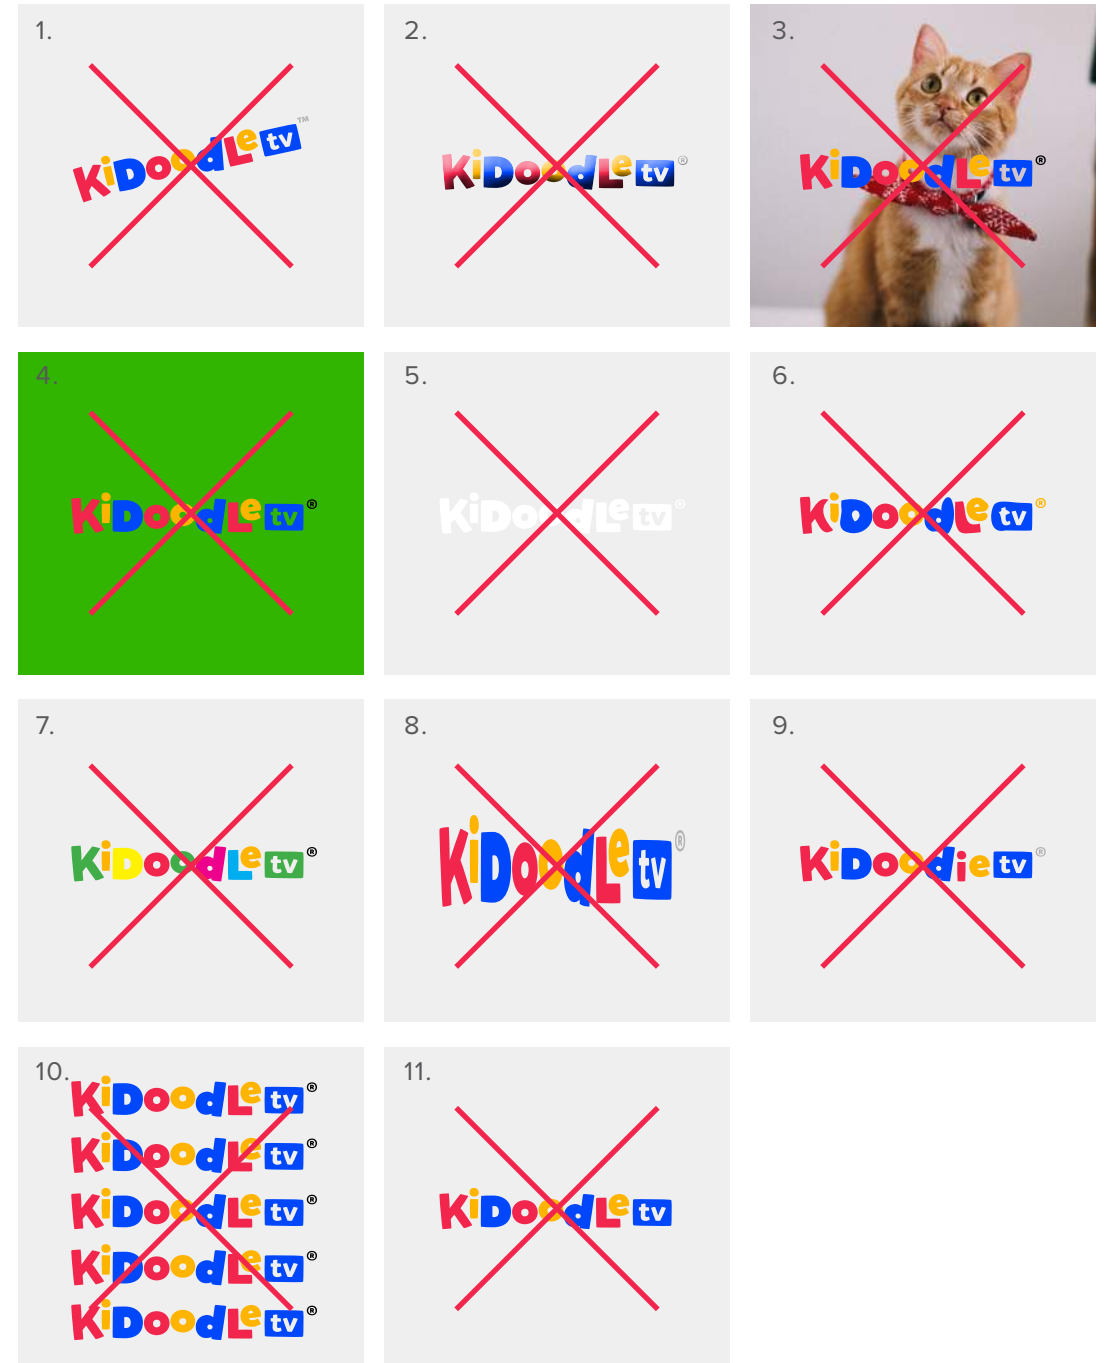 1.
KiDoodLe tv ™
2.
KiDoodLe tv ®
3.
KiDoodLe tv ®
4.
KiDoodLe tv ®
5.
KiDoodLe tv ®
6.
KiDoodLe tv ®
7.
KiDoodLe tv ®
8.
KiDoodLe tv ®
9.
KiDoodie tv ®
10.
KiDoodLe tv ®
KiDoodLe tv ®
KiDoodLe tv ®
KiDoodLe tv ®
KiDoodLe tv ®
11.
KiDoodLe tv